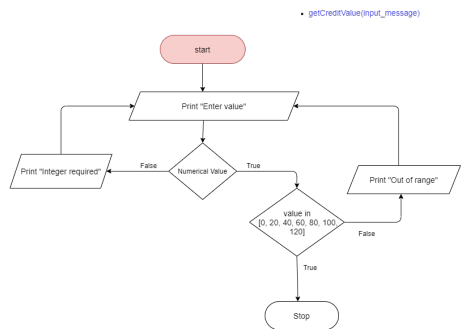 getCreditValue(input_message)
start
Print "Enter value"
False
True
Print "Integer required"
Numerical Value
Print "Out of range"
value in
[0, 20, 40, 60, 80, 100,
120]
False
True
Stop